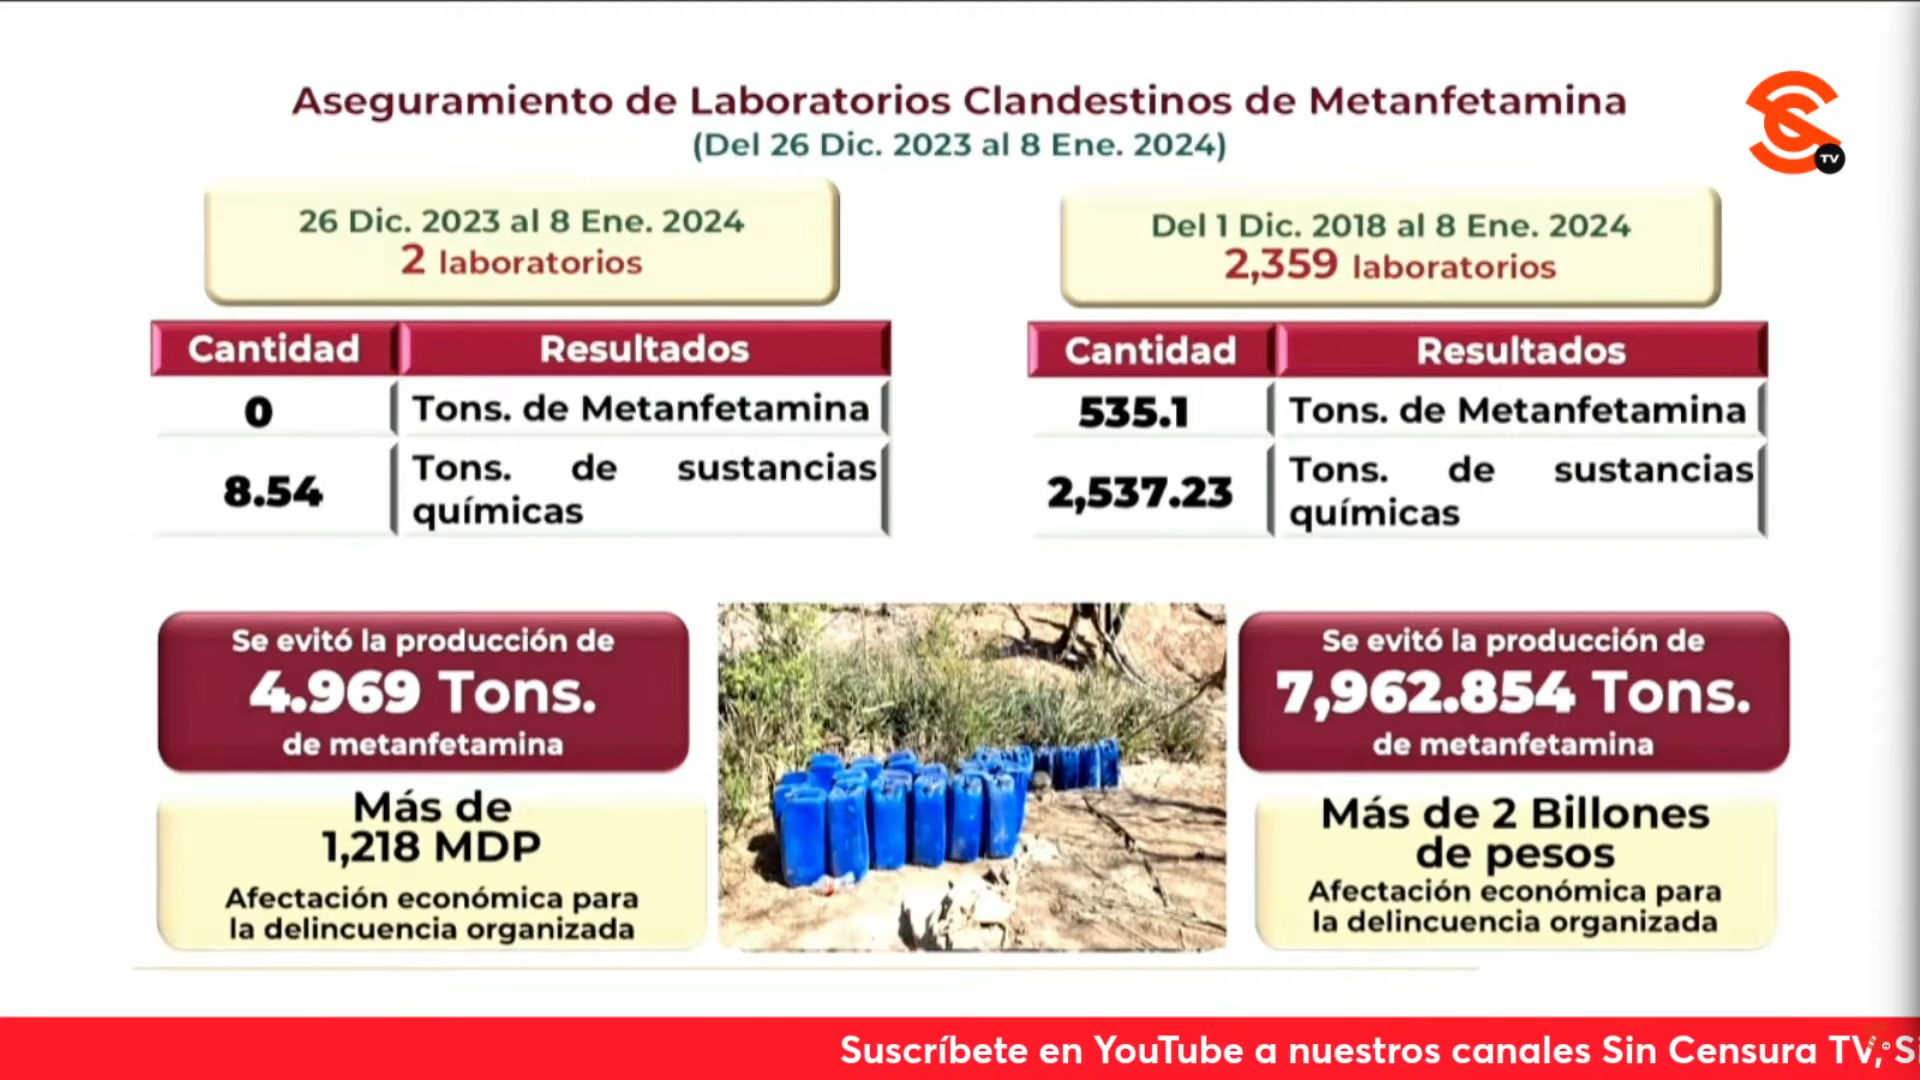 Aseguramiento de Laboratorios Clandestinos de Metanfetamina
(Del 26 Dic. 2023 al 8 Ene. 2024)
TV
26 Dic. 2023 al 8 Ene. 2024
2 laboratorios
Cantidad Resultados
0 Tons. de Metanfetamina
8.54 Tons. de sustancias
químicas
Del 1 Dic. 2018 al 8 Ene. 2024
2,359 laboratorios
Cantidad Resultados
535.1 Tons. de Metanfetamina
2,537.23 Tons. de sustancias
químicas
Se evitó la producción de
4.969 Tons.
de metanfetamina
Más de
1,218 MDP
Afectación económica para
la delincuencia organizada
Se evitó la producción de
7,962.854 Tons.
de metanfetamina
Más de 2 Billones
de pesos
Afectación económica para
la delincuencia organizada
Suscríbete en YouTube a nuestros canales Sin Censura TV,